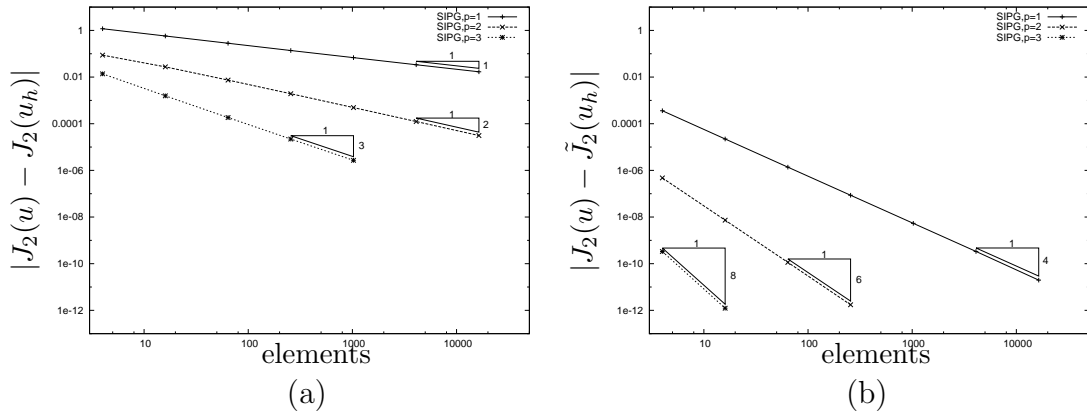 SIPG,p=1
SIPG,p=2
SIPG,p=3
1
0.01
0.0001
1e-06
1e-08
1e-10
1e-12
10
100
1000
10000
1
1
1
2
1
3
|J₂(u) − J₂(uₕ)|
elements
(a)
SIPG,p=1
SIPG,p=2
SIPG,p=3
1
0.01
0.0001
1e-06
1e-08
1e-10
1e-12
10
100
1000
10000
1
4
1
6
1
8
|J₂(u) − J̃₂(uₕ)|
elements
(b)